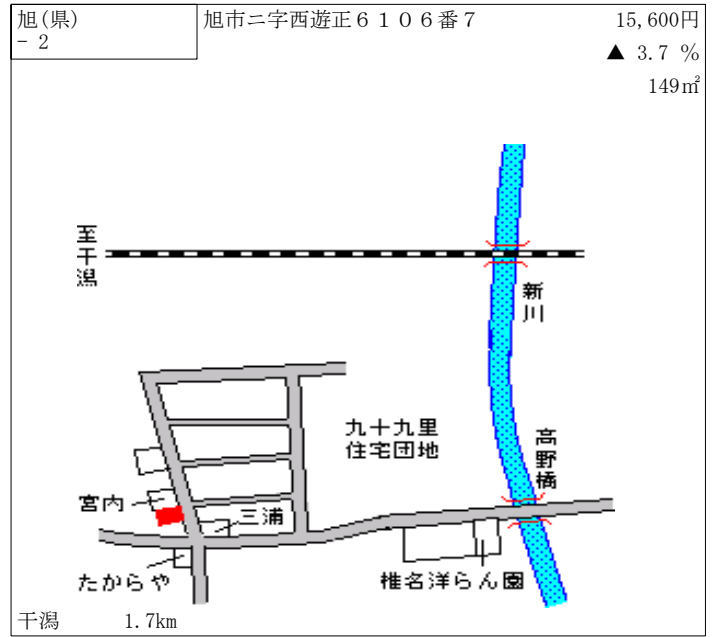 旭(県)
- 2
旭市ニ字西遊正６１０６番７
15,600円
▲ 3.7 %
149㎡
至干潟
新川
九十九里
住宅団地
高野橋
宮内
三浦
たからや
椎名洋らん園
干潟 1.7km